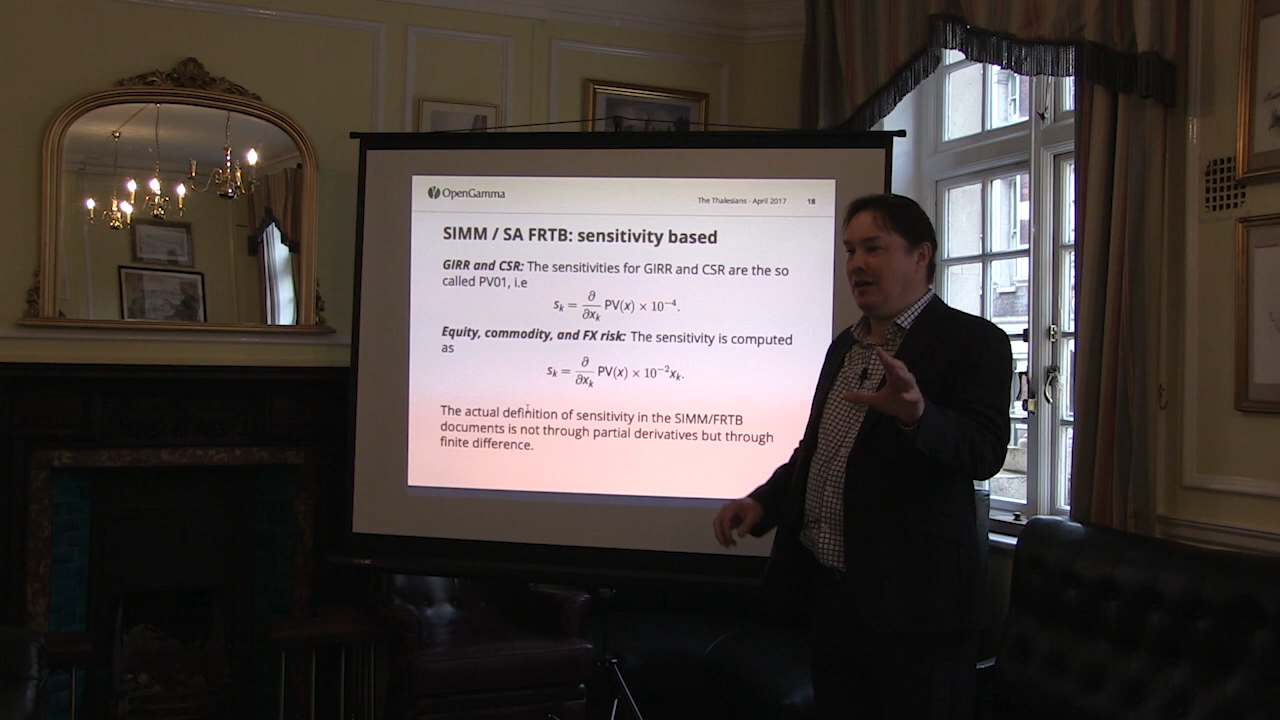 OpenGamma
The Thalesians - April 2017 18
SIMM / SA FRTB: sensitivity based
GIRR and CSR: The sensitivities for GIRR and CSR are the so
called PV01, i.e
s_k = ∂/∂x_k PV(x) × 10^−4.
Equity, commodity, and FX risk: The sensitivity is computed
as
s_k = ∂/∂x_k PV(x) × 10^−2 x_k.
The actual definition of sensitivity in the SIMM/FRTB
documents is not through partial derivatives but through
finite difference.